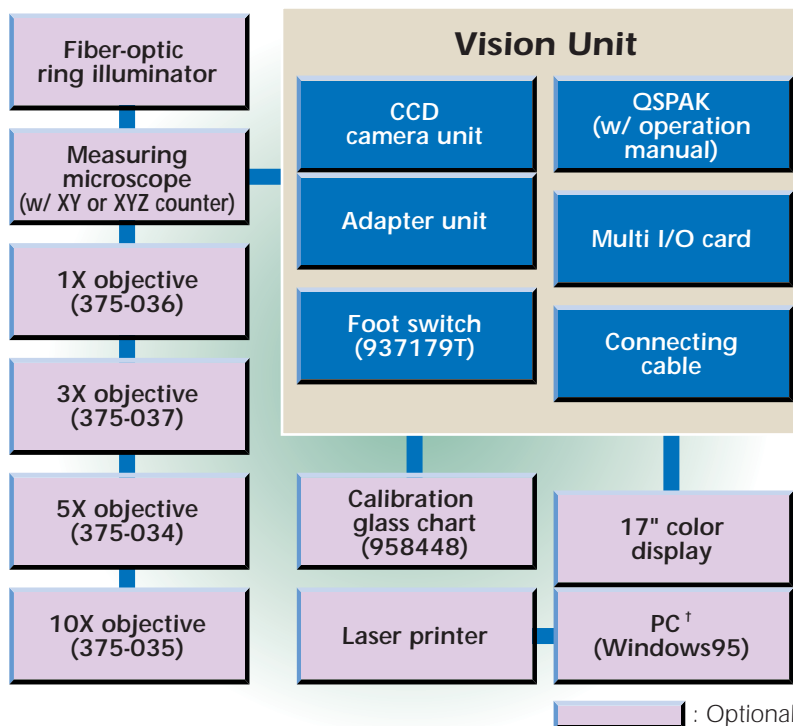 Fiber-optic
ring illuminator
Measuring
microscope
(w/ XY or XYZ counter)
1X objective
(375-036)
3X objective
(375-037)
5X objective
(375-034)
10X objective
(375-035)
Vision Unit
CCD
camera unit
Adapter unit
Foot switch
(937179T)
QSPAK
(w/ operation
manual)
Multi I/O card
Connecting
cable
Calibration
glass chart
(958448)
17" color
display
Laser printer
PC†
(Windows95)
: Optional